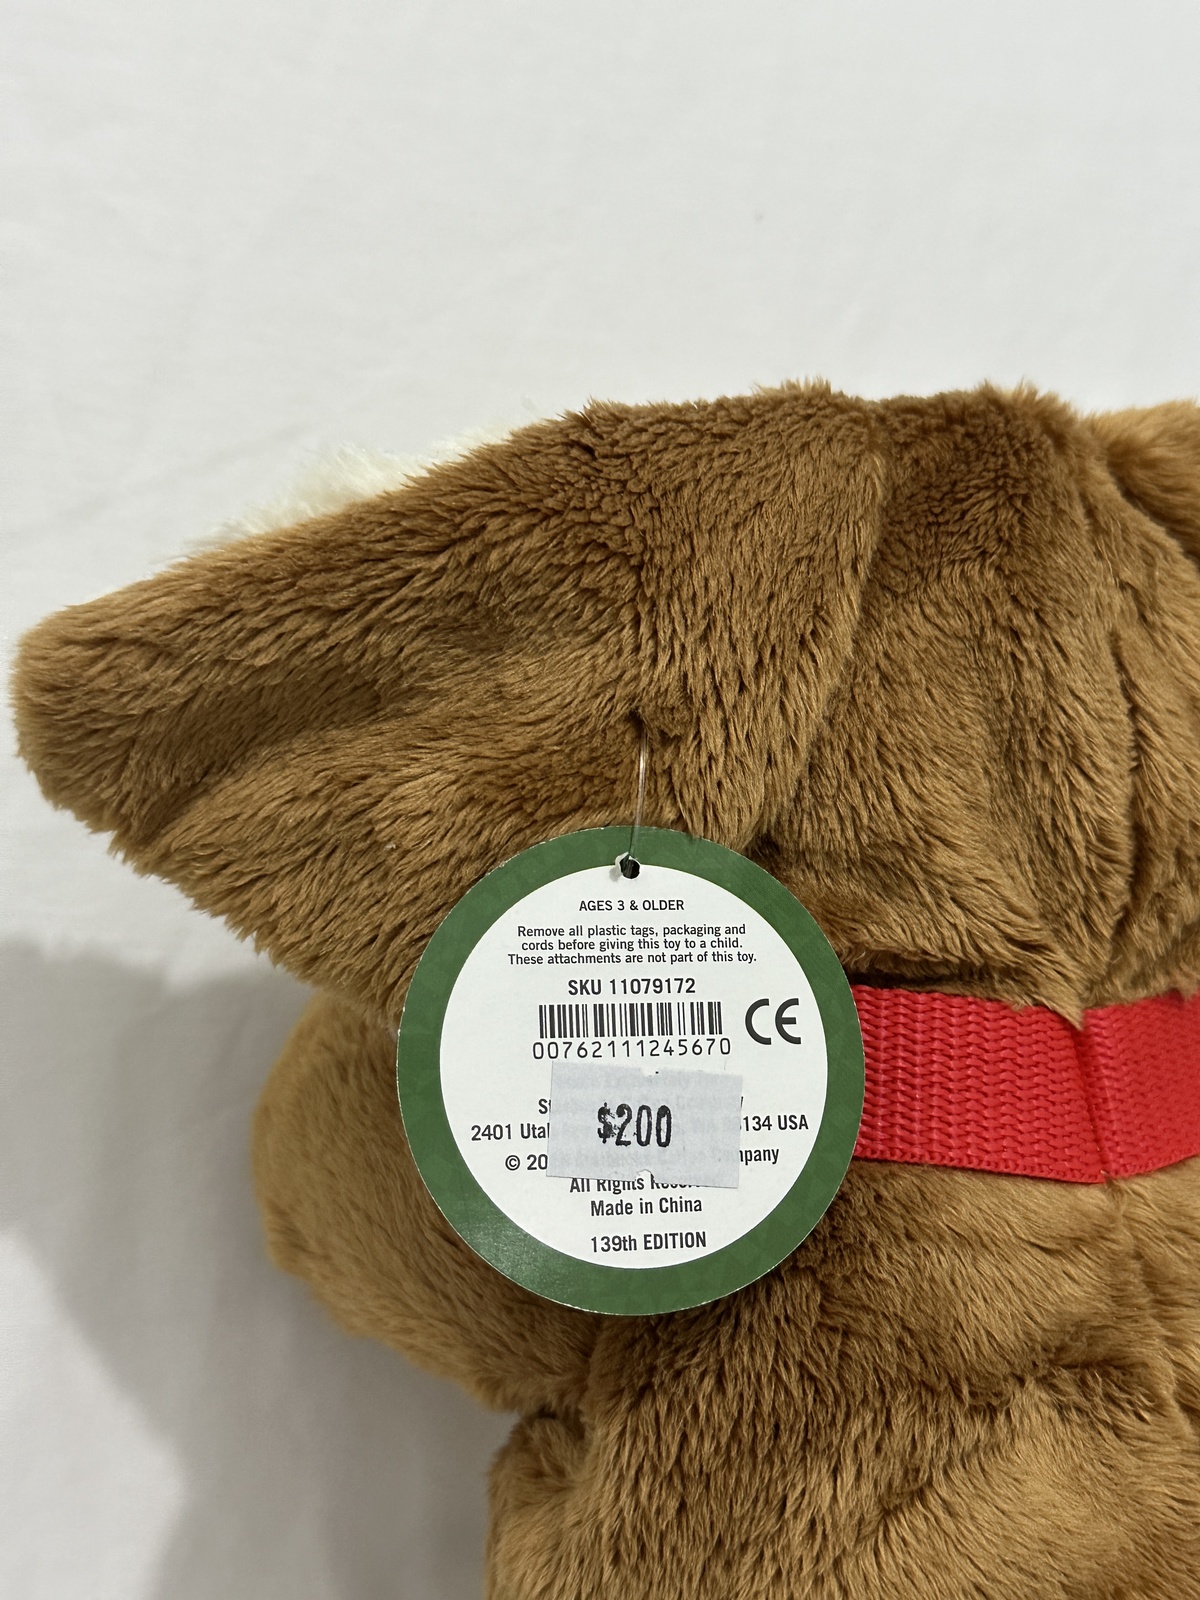 AGES 3 & OLDER
Remove all plastic tags, packaging and
cords before giving this toy to a child.
These attachments are not part of this toy.
SKU 11079172
CE
00762111245670
$200
2401 134 USA
© 20
All Rights
Made in China
139th EDITION